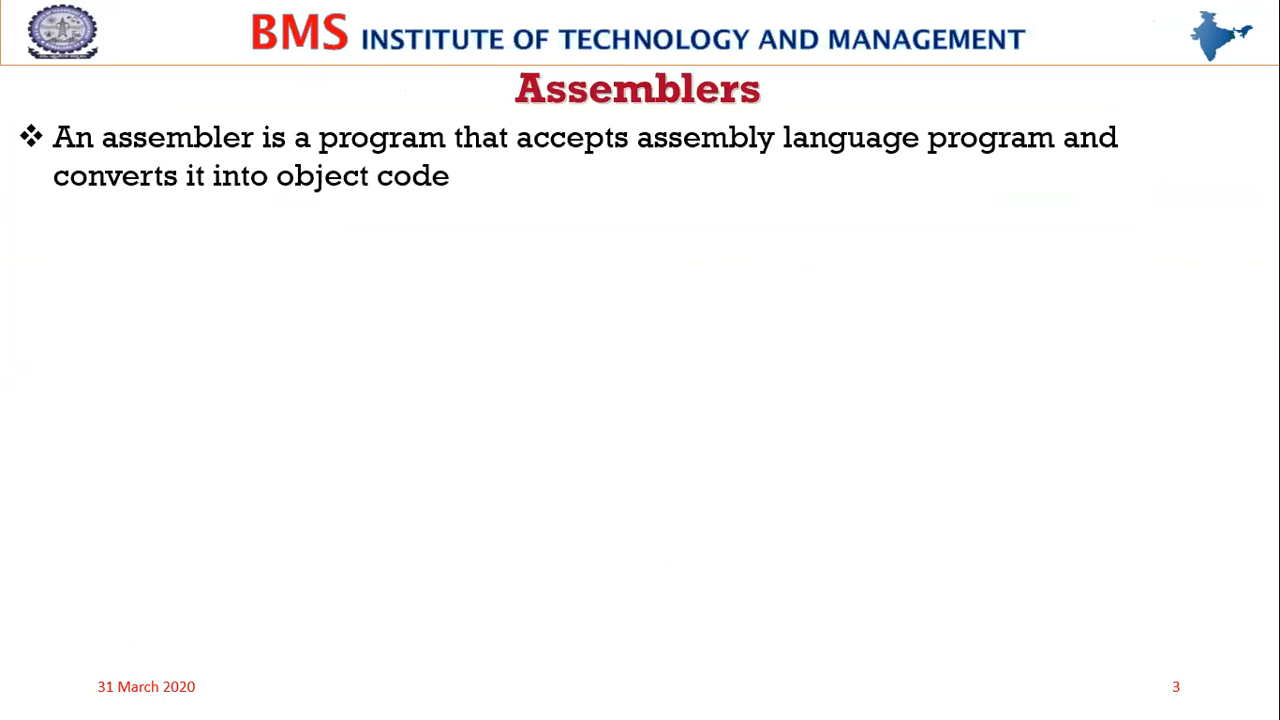 BMS INSTITUTE OF TECHNOLOGY AND MANAGEMENT
Assemblers
❖ An assembler is a program that accepts assembly language program and
converts it into object code
31 March 2020
3